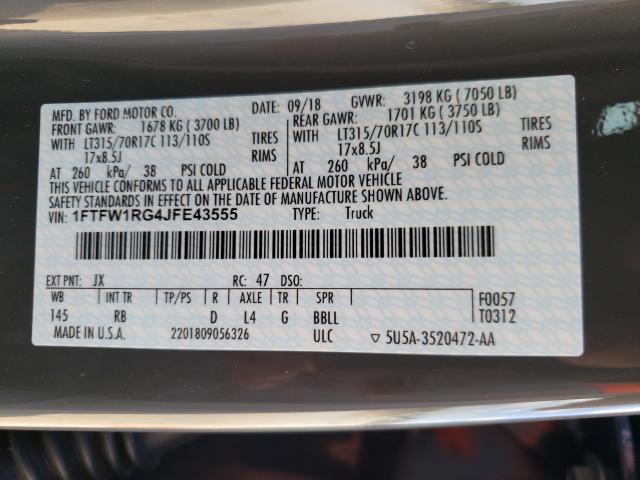 MFD. BY FORD MOTOR CO. DATE: 09/18 GVWR: 3198 KG ( 7050 LB)
FRONT GAWR: 1678 KG ( 3700 LB) REAR GAWR: 1701 KG ( 3750 LB)
WITH LT315/70R17C 113/110S TIRES WITH LT315/70R17C 113/110S TIRES
17x8.5J RIMS 17x8.5J RIMS
AT 260 kPa/ 38 PSI COLD AT 260 kPa/ 38 PSI COLD
THIS VEHICLE CONFORMS TO ALL APPLICABLE FEDERAL MOTOR VEHICLE
SAFETY STANDARDS IN EFFECT ON THE DATE OF MANUFACTURE SHOWN ABOVE.
VIN: 1FTFW1RG4JFE43555 TYPE: Truck
EXT PNT: JX RC: 47 DSO:
WB INT TR TP/PS R AXLE TR SPR F0057
145 RB D L4 G BBLL T0312
MADE IN U.S.A. 2201809056326 ULC ▽ 5U5A-3520472-AA